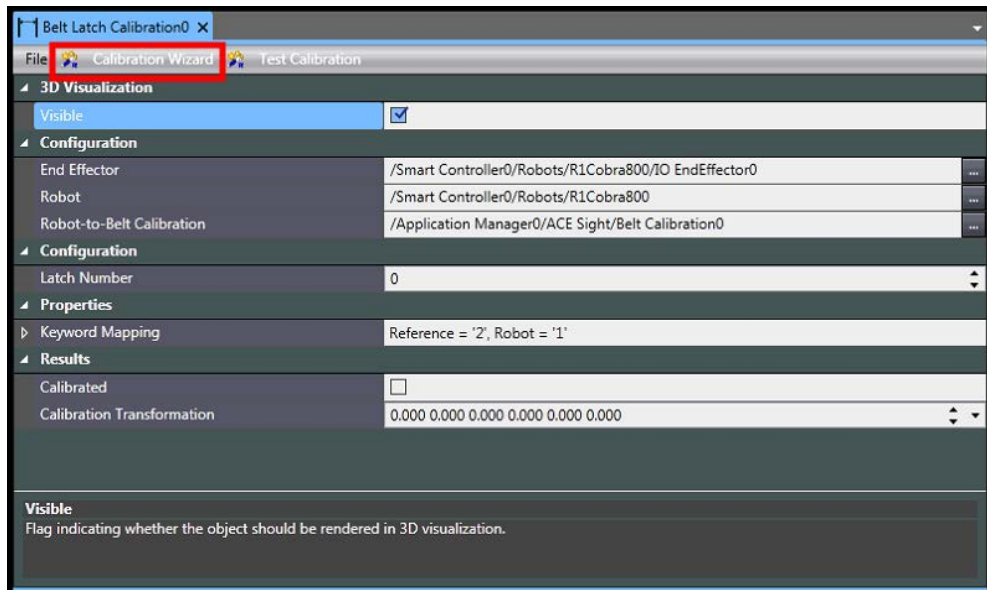 Belt Latch Calibration0
File Calibration Wizard Test Calibration
3D Visualization
Visible
Configuration
End Effector /Smart Controller0/Robots/R1Cobra800/IO EndEffector0 ...
Robot /Smart Controller0/Robots/R1Cobra800 ...
Robot-to-Belt Calibration /Application Manager0/ACE Sight/Belt Calibration0 ...
Configuration
Latch Number 0
Properties
Keyword Mapping Reference = '2', Robot = '1'
Results
Calibrated
Calibration Transformation 0.000 0.000 0.000 0.000 0.000 0.000
Visible
Flag indicating whether the object should be rendered in 3D visualization.